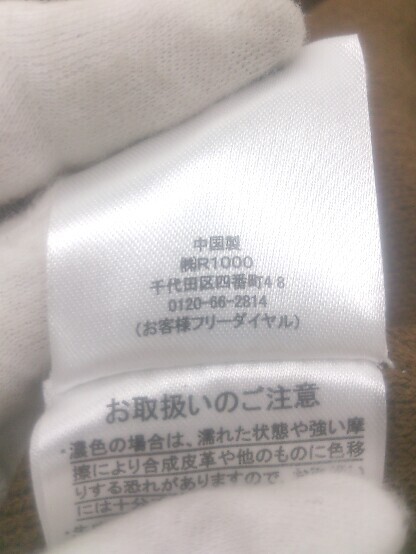 中国製
㈱R1000
千代田区四番町4 8
0120-66-2814
(お客様フリーダイヤル)
お取扱いのご注意
・濃色の場合は、濡れた状態や強い摩
擦により合成皮革や他のものに色移
りする恐れがありますので、
には十分